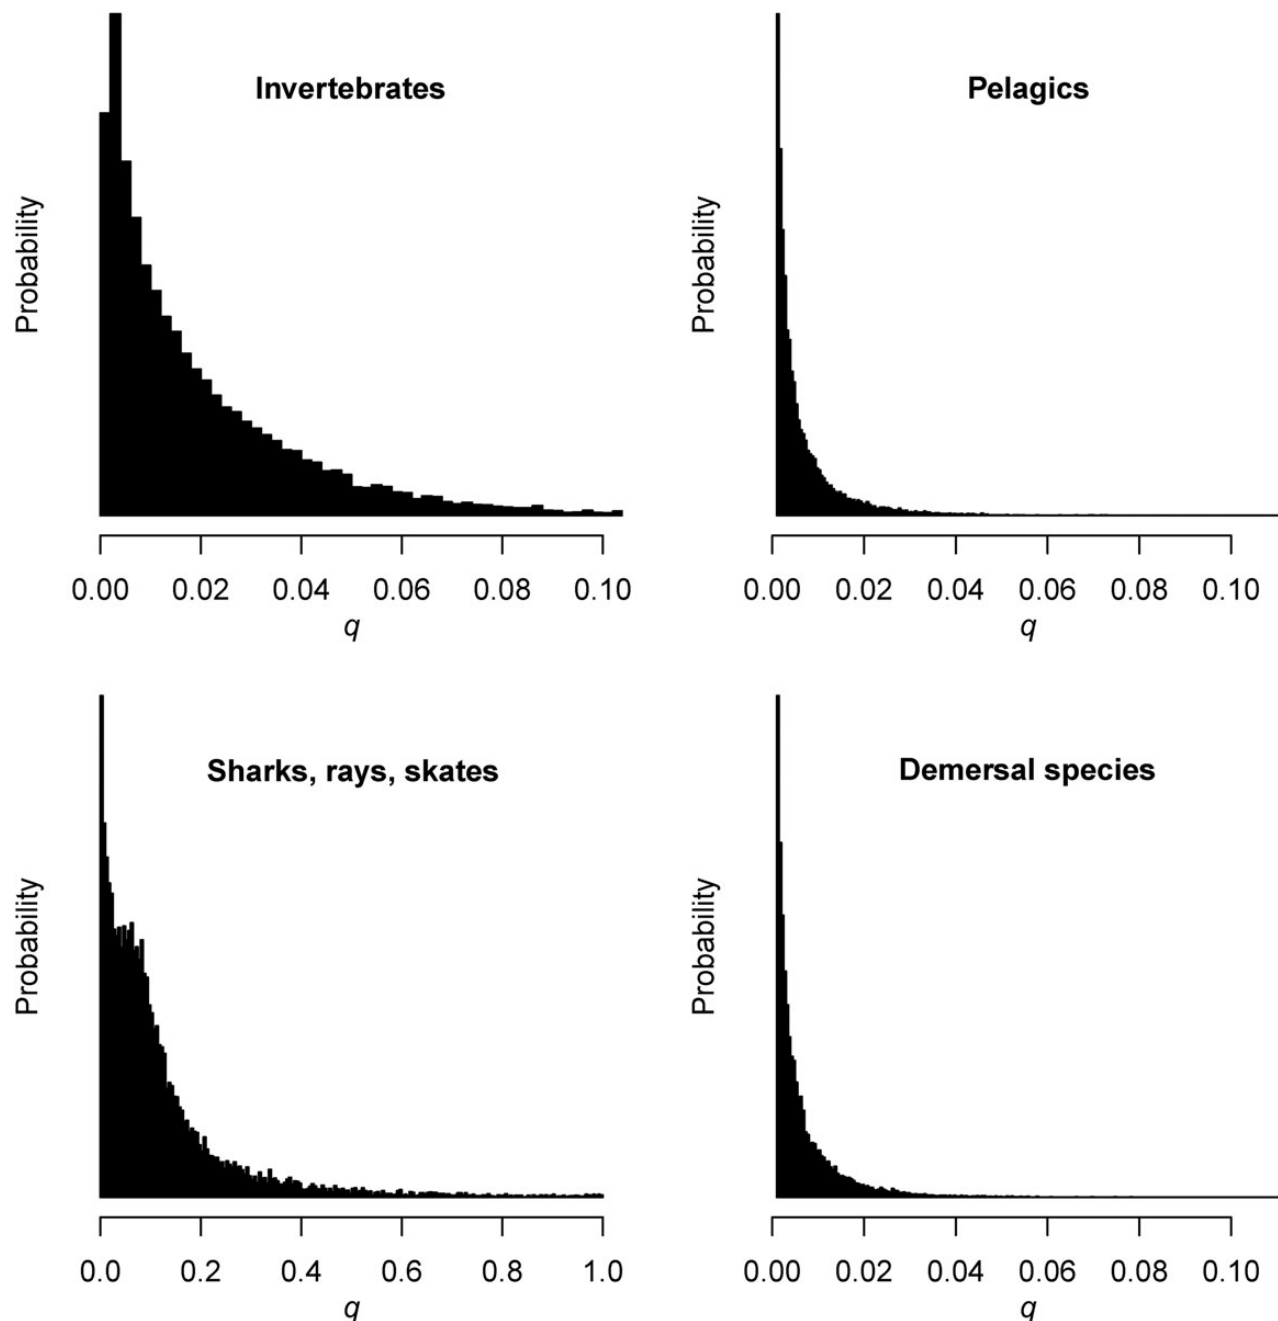 Invertebrates
Probability
0.00 0.02 0.04 0.06 0.08 0.10
q
Pelagics
Probability
0.00 0.02 0.04 0.06 0.08 0.10
q
Sharks, rays, skates
Probability
0.0 0.2 0.4 0.6 0.8 1.0
q
Demersal species
Probability
0.00 0.02 0.04 0.06 0.08 0.10
q